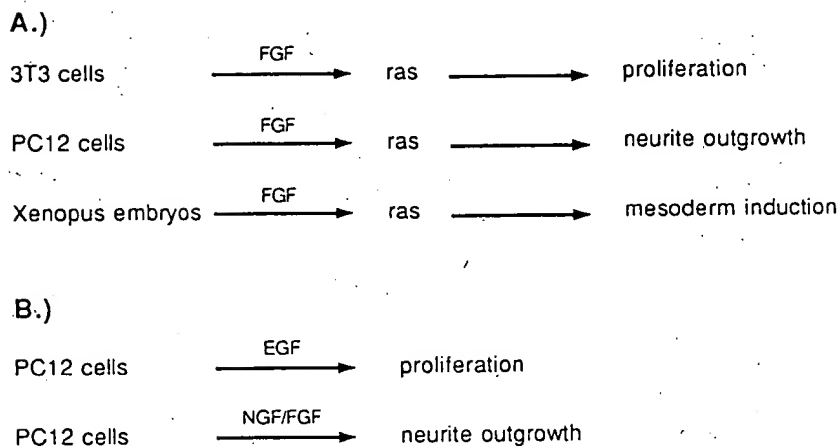 A.)
FGF
3T3 cells ras proliferation
FGF
PC12 cells ras neurite outgrowth
FGF
Xenopus embryos ras mesoderm induction
B.)
EGF
PC12 cells proliferation
NGF/FGF
PC12 cells neurite outgrowth